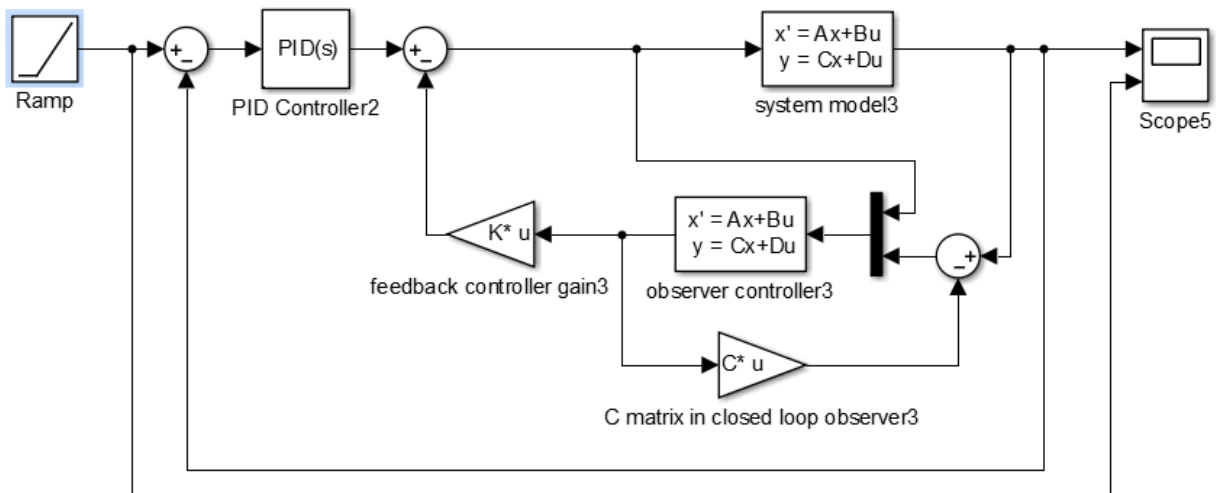 Ramp
+
−
PID(s)
PID Controller2
+
−
x' = Ax+Bu
y = Cx+Du
system model3
Scope5
K* u
feedback controller gain3
x' = Ax+Bu
y = Cx+Du
observer controller3
− +
C* u
C matrix in closed loop observer3